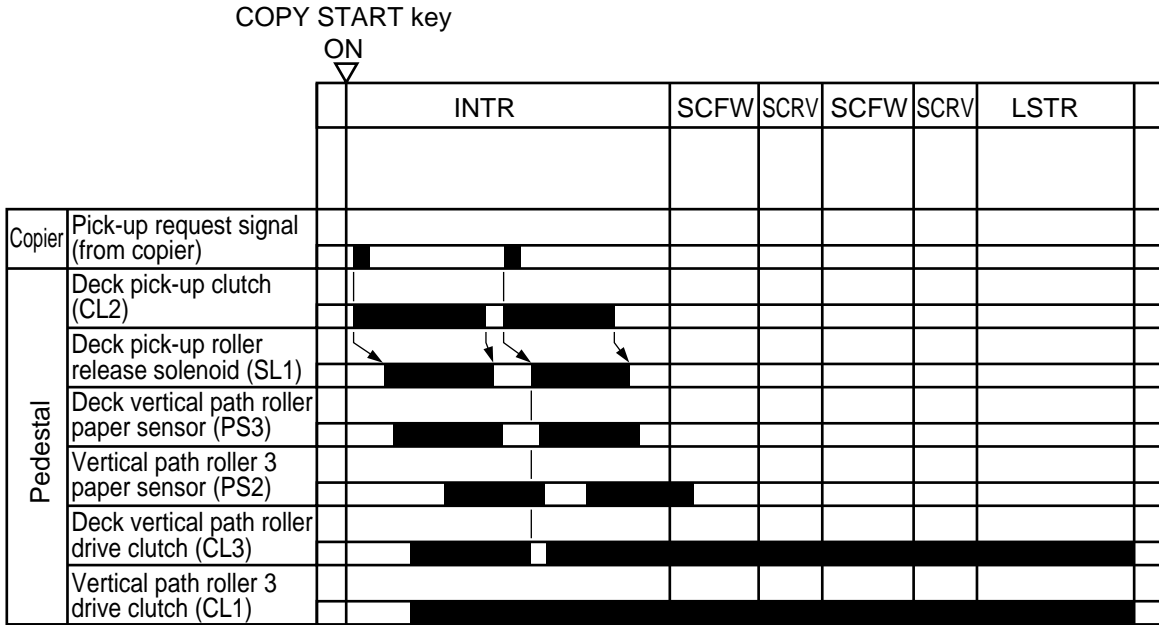 COPY START key
ON
INTR SCFW SCRV SCFW SCRV LSTR
Copier
Pick-up request signal
(from copier)
Pedestal
Deck pick-up clutch
(CL2)
Deck pick-up roller
release solenoid (SL1)
Deck vertical path roller
paper sensor (PS3)
Vertical path roller 3
paper sensor (PS2)
Deck vertical path roller
drive clutch (CL3)
Vertical path roller 3
drive clutch (CL1)